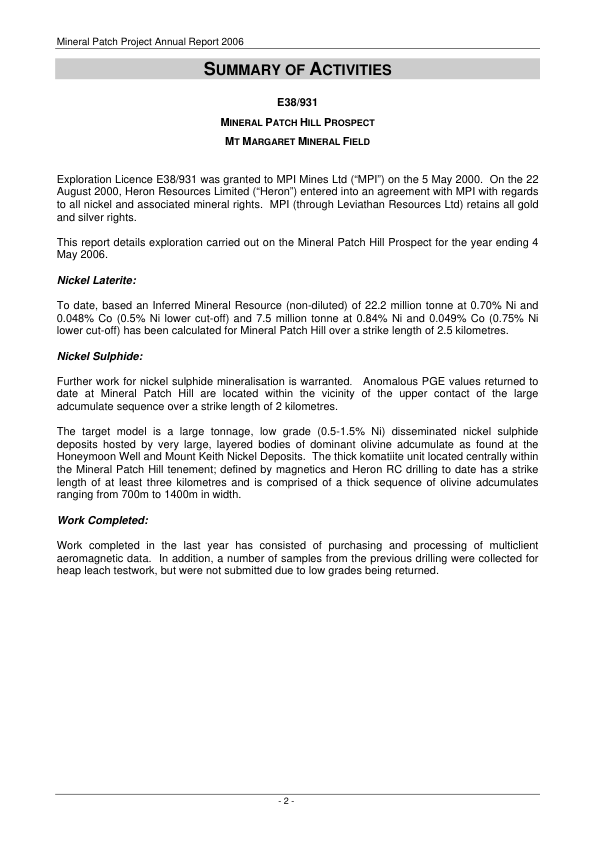 Mineral Patch Project Annual Report 2006
SUMMARY OF ACTIVITIES
E38/931
MINERAL PATCH HILL PROSPECT
MT MARGARET MINERAL FIELD
Exploration Licence E38/931 was granted to MPI Mines Ltd (“MPI”) on the 5 May 2000. On the 22
August 2000, Heron Resources Limited (“Heron”) entered into an agreement with MPI with regards
to all nickel and associated mineral rights. MPI (through Leviathan Resources Ltd) retains all gold
and silver rights.
This report details exploration carried out on the Mineral Patch Hill Prospect for the year ending 4
May 2006.
Nickel Laterite:
To date, based an Inferred Mineral Resource (non-diluted) of 22.2 million tonne at 0.70% Ni and
0.048% Co (0.5% Ni lower cut-off) and 7.5 million tonne at 0.84% Ni and 0.049% Co (0.75% Ni
lower cut-off) has been calculated for Mineral Patch Hill over a strike length of 2.5 kilometres.
Nickel Sulphide:
Further work for nickel sulphide mineralisation is warranted. Anomalous PGE values returned to
date at Mineral Patch Hill are located within the vicinity of the upper contact of the large
adcumulate sequence over a strike length of 2 kilometres.
The target model is a large tonnage, low grade (0.5-1.5% Ni) disseminated nickel sulphide
deposits hosted by very large, layered bodies of dominant olivine adcumulate as found at the
Honeymoon Well and Mount Keith Nickel Deposits. The thick komatiite unit located centrally within
the Mineral Patch Hill tenement; defined by magnetics and Heron RC drilling to date has a strike
length of at least three kilometres and is comprised of a thick sequence of olivine adcumulates
ranging from 700m to 1400m in width.
Work Completed:
Work completed in the last year has consisted of purchasing and processing of multiclient
aeromagnetic data. In addition, a number of samples from the previous drilling were collected for
heap leach testwork, but were not submitted due to low grades being returned.
- 2 -